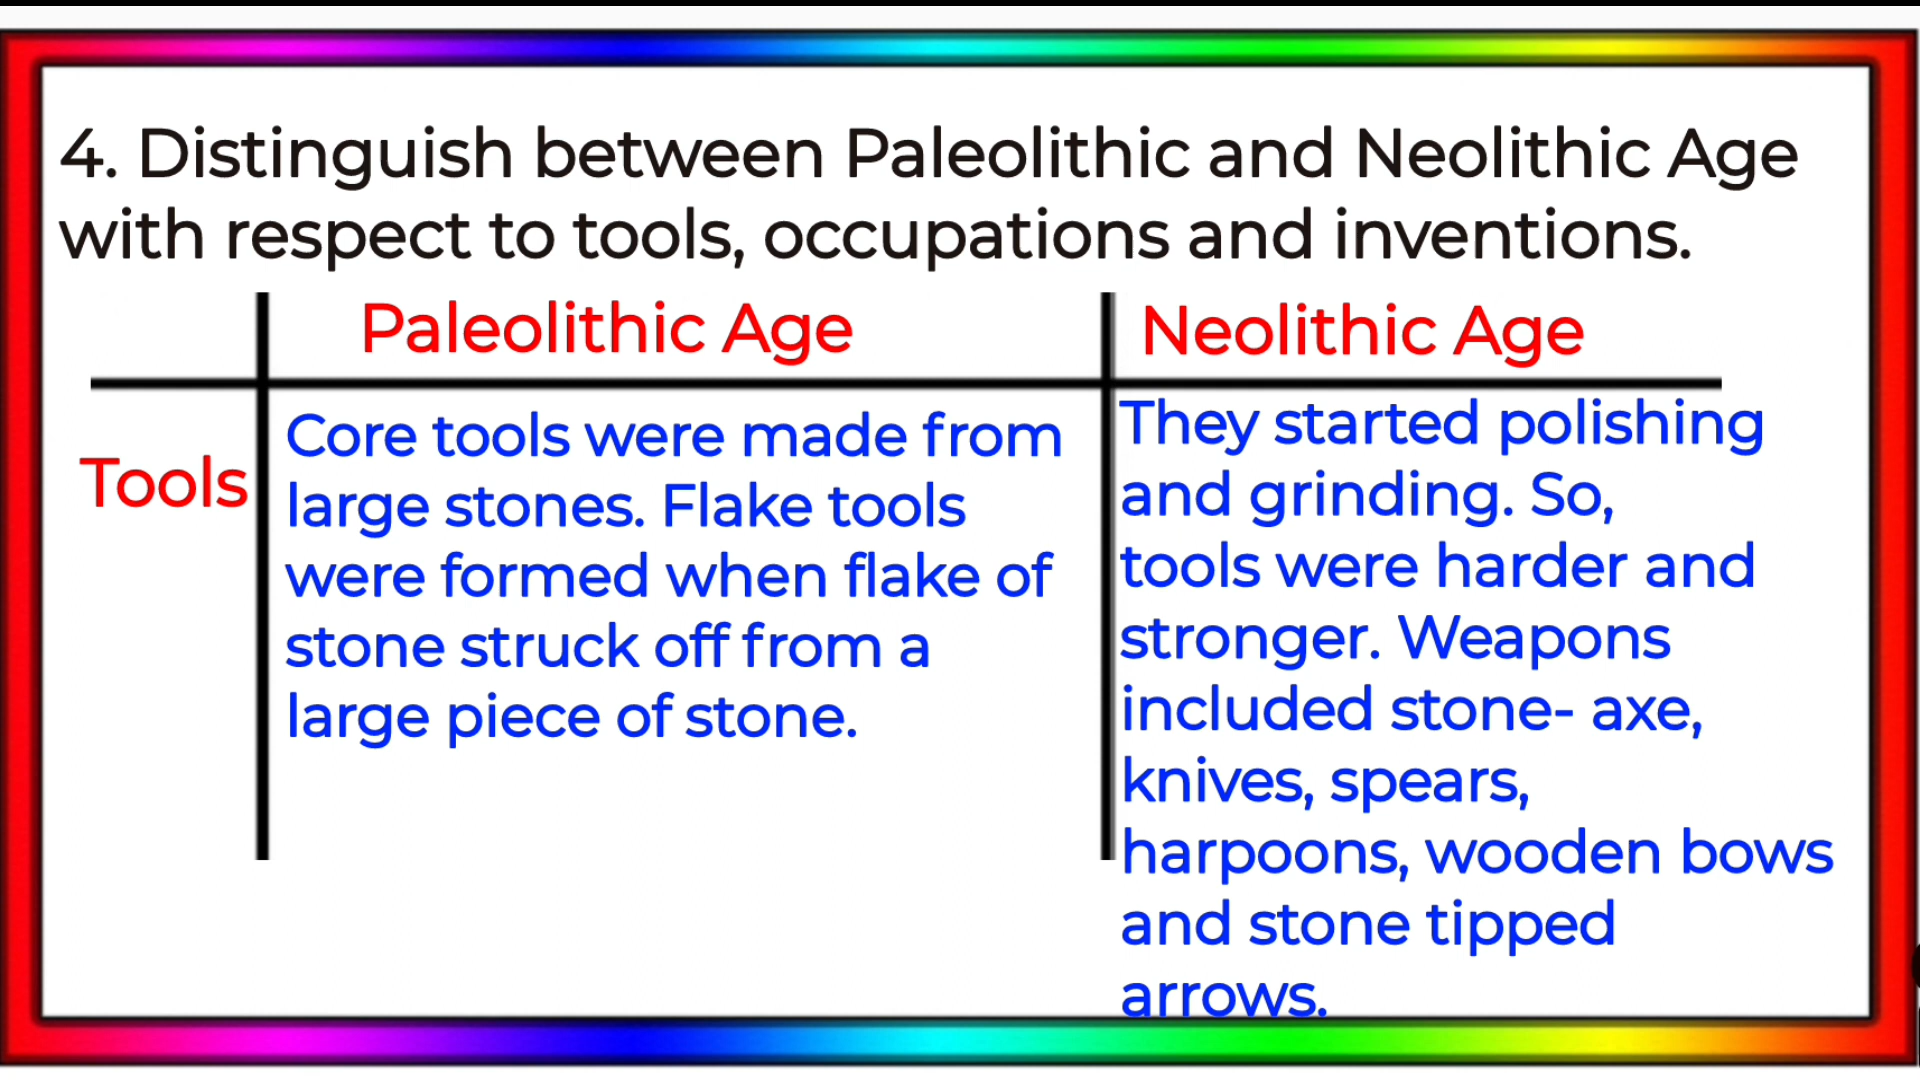 4. Distinguish between Paleolithic and Neolithic Age
with respect to tools, occupations and inventions.
Paleolithic Age
Neolithic Age
Tools
Core tools were made from
large stones. Flake tools
were formed when flake of
stone struck off from a
large piece of stone.
They started polishing
and grinding. So,
tools were harder and
stronger. Weapons
included stone- axe,
knives, spears,
harpoons, wooden bows
and stone tipped
arrows.